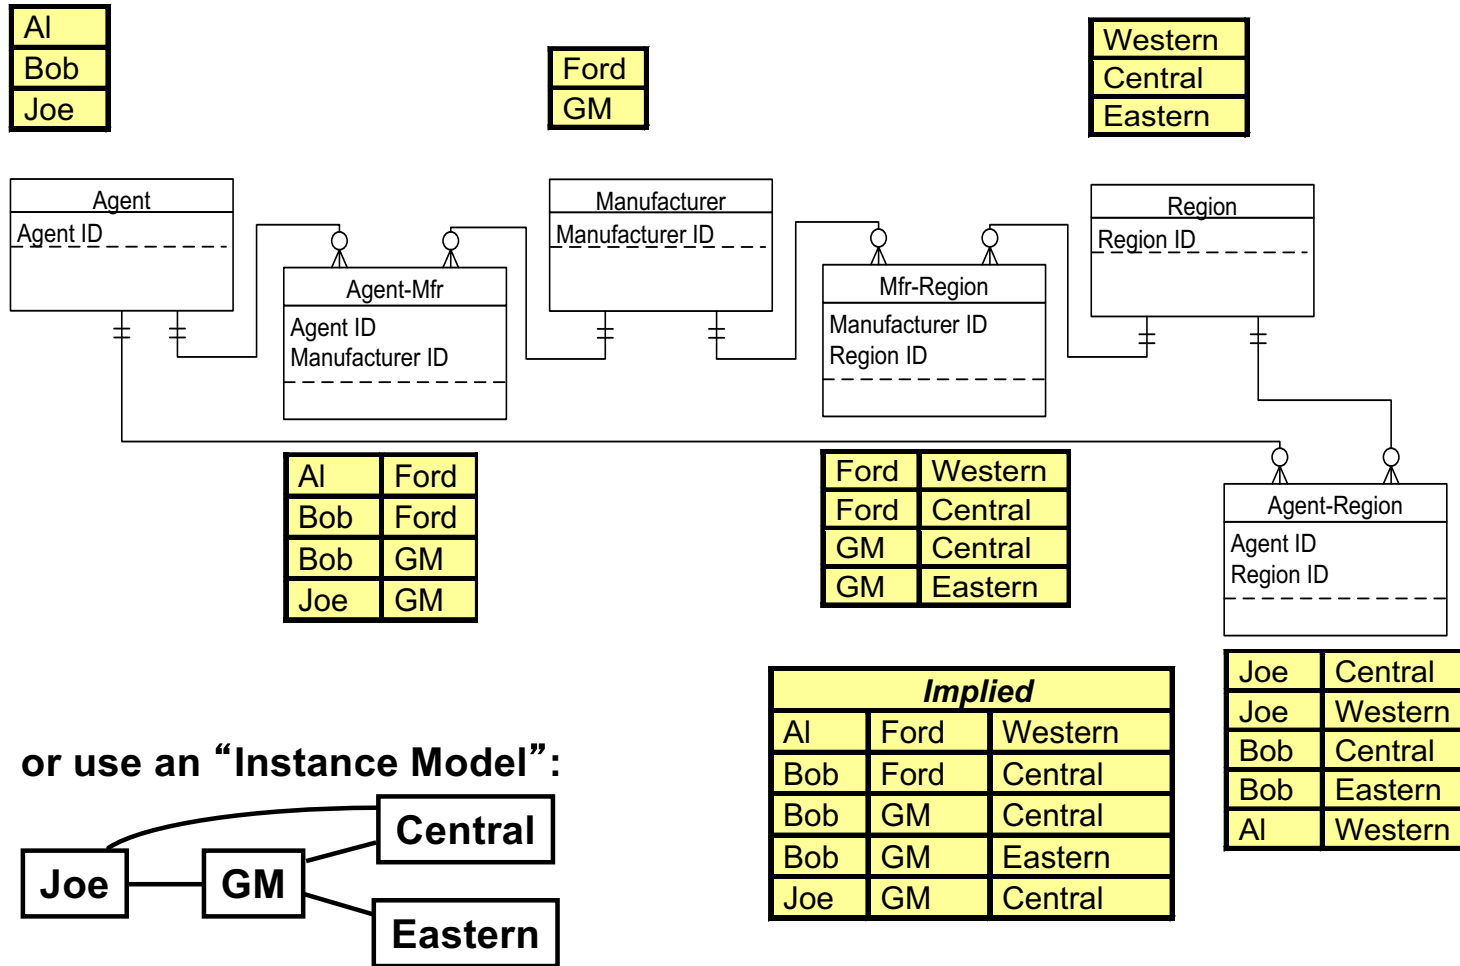 Al
Bob
Joe
Ford
GM
Western
Central
Eastern
Agent
Agent ID
Manufacturer
Manufacturer ID
Region
Region ID
Agent-Mfr
Agent ID
Manufacturer ID
Mfr-Region
Manufacturer ID
Region ID
Al Ford
Bob Ford
Bob GM
Joe GM
Ford Western
Ford Central
GM Central
GM Eastern
Agent-Region
Agent ID
Region ID
Joe Central
Joe Western
Bob Central
Bob Eastern
Al Western
Implied
Al Ford Western
Bob Ford Central
Bob GM Central
Bob GM Eastern
Joe GM Central
or use an “Instance Model”:
Central
Joe GM
Eastern